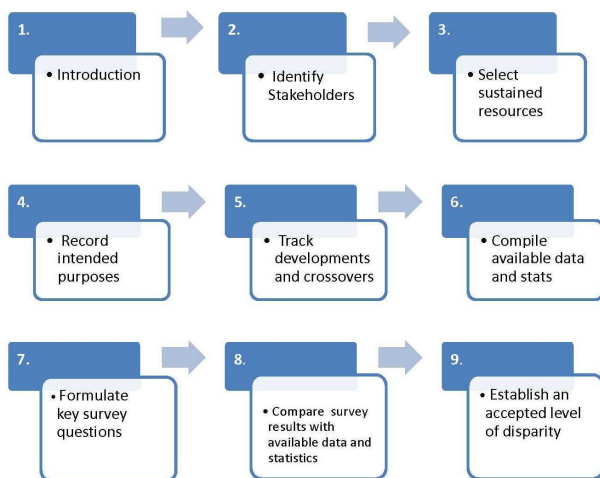 1.
• Introduction
2.
• Identify
Stakeholders
3.
• Select
sustained
resources
4.
• Record
intended
purposes
5.
• Track
developments
and crossovers
6.
• Compile
available data
and stats
7.
• Formulate
key survey
questions
8.
• Compare survey
results with
available data and
statistics
9.
• Establish an
accepted level
of disparity